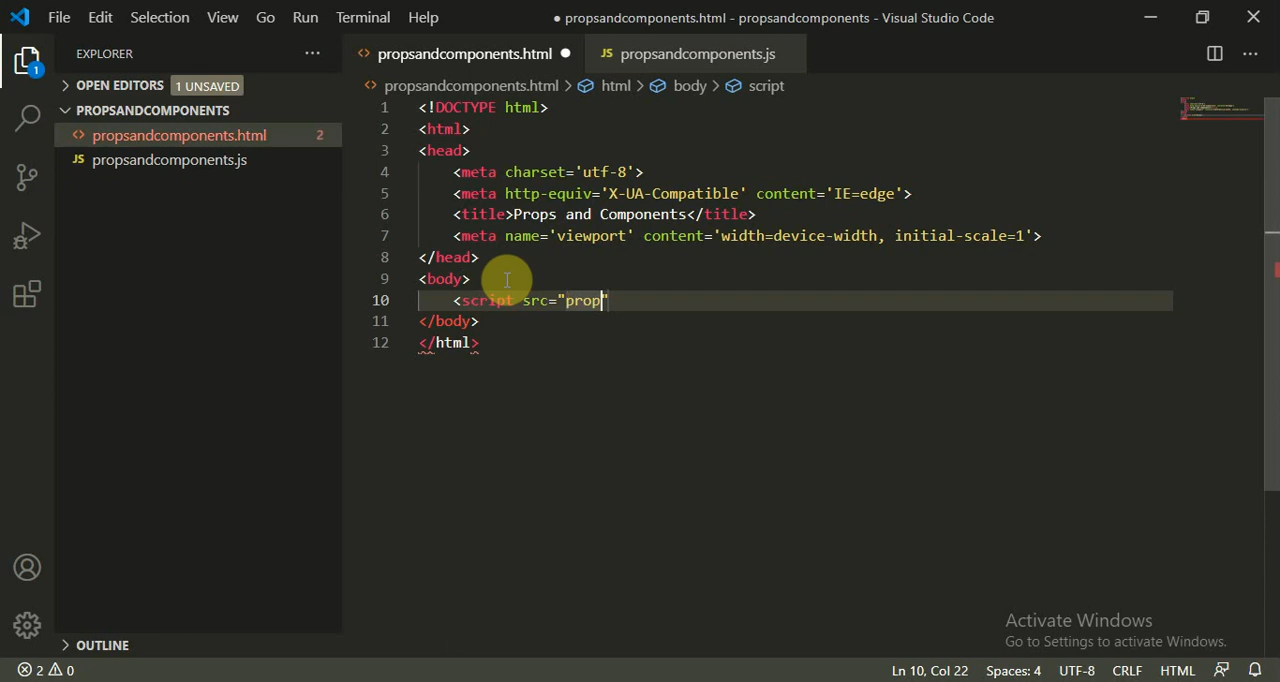 File Edit Selection View Go Run Terminal Help ● propsandcomponents.html - propsandcomponents - Visual Studio Code
EXPLORER ···
1
OPEN EDITORS 1 UNSAVED
PROPSANDCOMPONENTS
<> propsandcomponents.html 2
JS propsandcomponents.js
OUTLINE
<> propsandcomponents.html ● JS propsandcomponents.js
<> propsandcomponents.html > html > body > script
1 <!DOCTYPE html>
2 <html>
3 <head>
4 <meta charset='utf-8'>
5 <meta http-equiv='X-UA-Compatible' content='IE=edge'>
6 <title>Props and Components</title>
7 <meta name='viewport' content='width=device-width, initial-scale=1'>
8 </head>
9 <body>
10 <script src="prop"
11 </body>
12 </html>
Activate Windows
Go to Settings to activate Windows.
2 0 Ln 10, Col 22 Spaces: 4 UTF-8 CRLF HTML